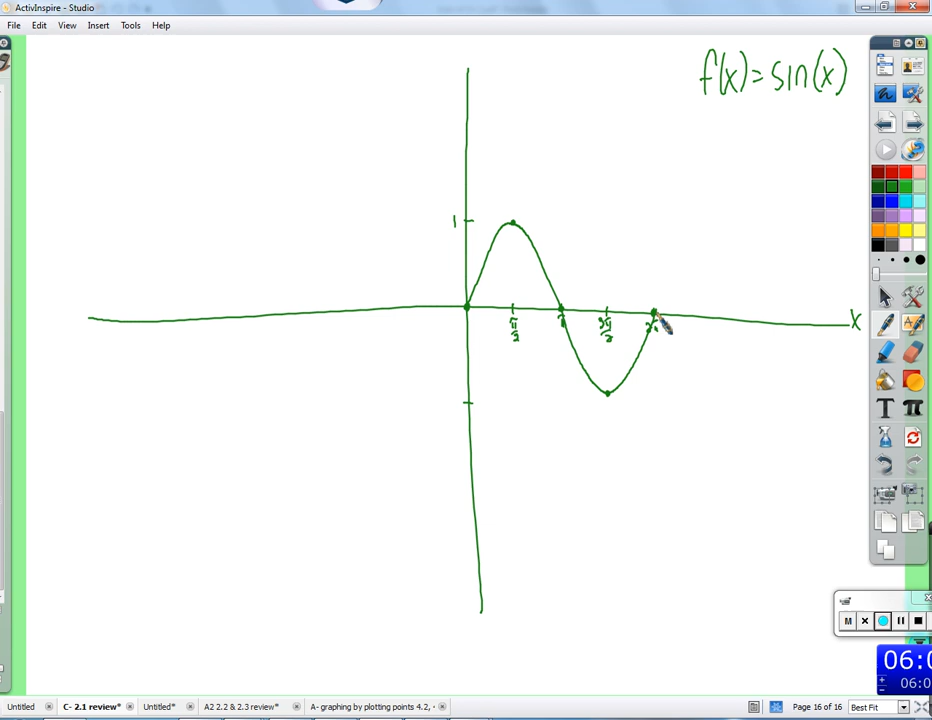 ActivInspire - Studio
File Edit View Insert Tools Help
f(x) = sin(x)
1
π/2 π 3π/2 2π
x
T π
M
06:0
06:0
Untitled C- 2.1 review* Untitled* A2 2.2 & 2.3 review* A- graphing by plotting points 4.2, Page 16 of 16 Best Fit